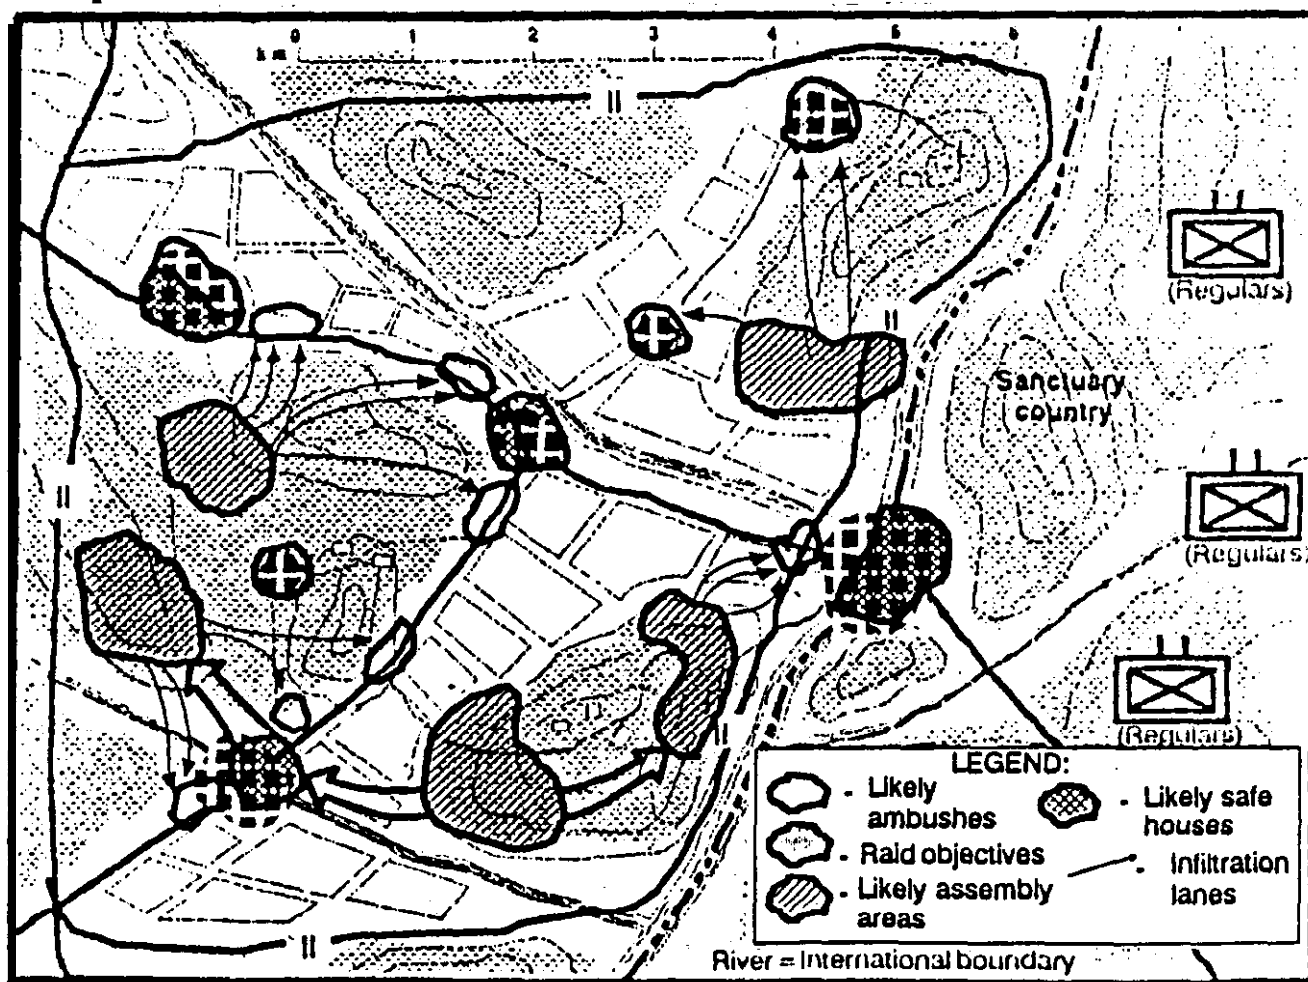 km 0 1 2 3 4 5 6
II
(Regulars)
II
Sanctuary
country
II
(Regulars)
II
(Regulars)
LEGEND:
- Likely
ambushes
- Raid objectives
- Likely assembly
areas
- Likely safe
houses
- Infiltration
lanes
II
River = International boundary